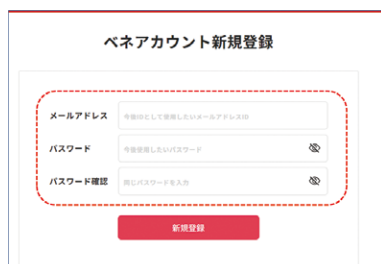 ベネアカウント新規登録
メールアドレス
今後IDとして使用したいメールアドレスID
パスワード
今後使用したいパスワード
パスワード確認
同じパスワードを入力
新規登録